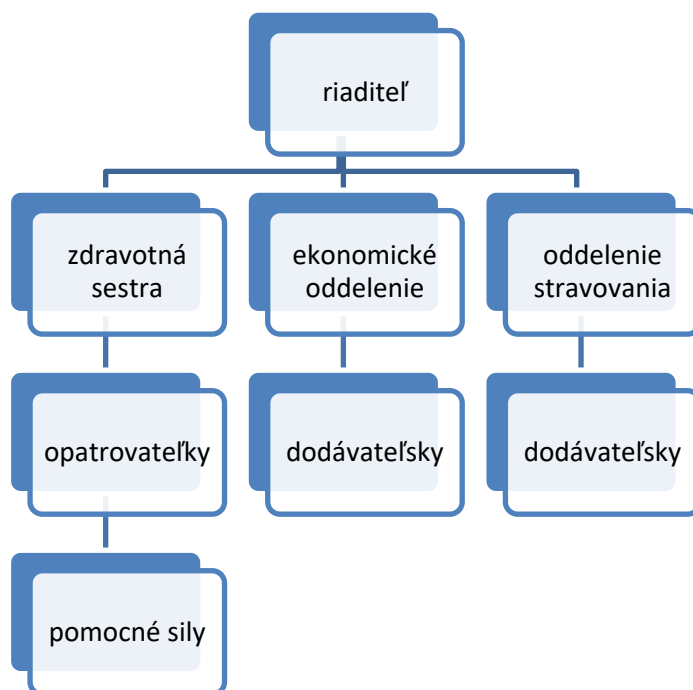 riaditeľ
zdravotná
sestra
ekonomické
oddelenie
oddelenie
stravovania
opatrovateľky
dodávateľsky
dodávateľsky
pomocné sily